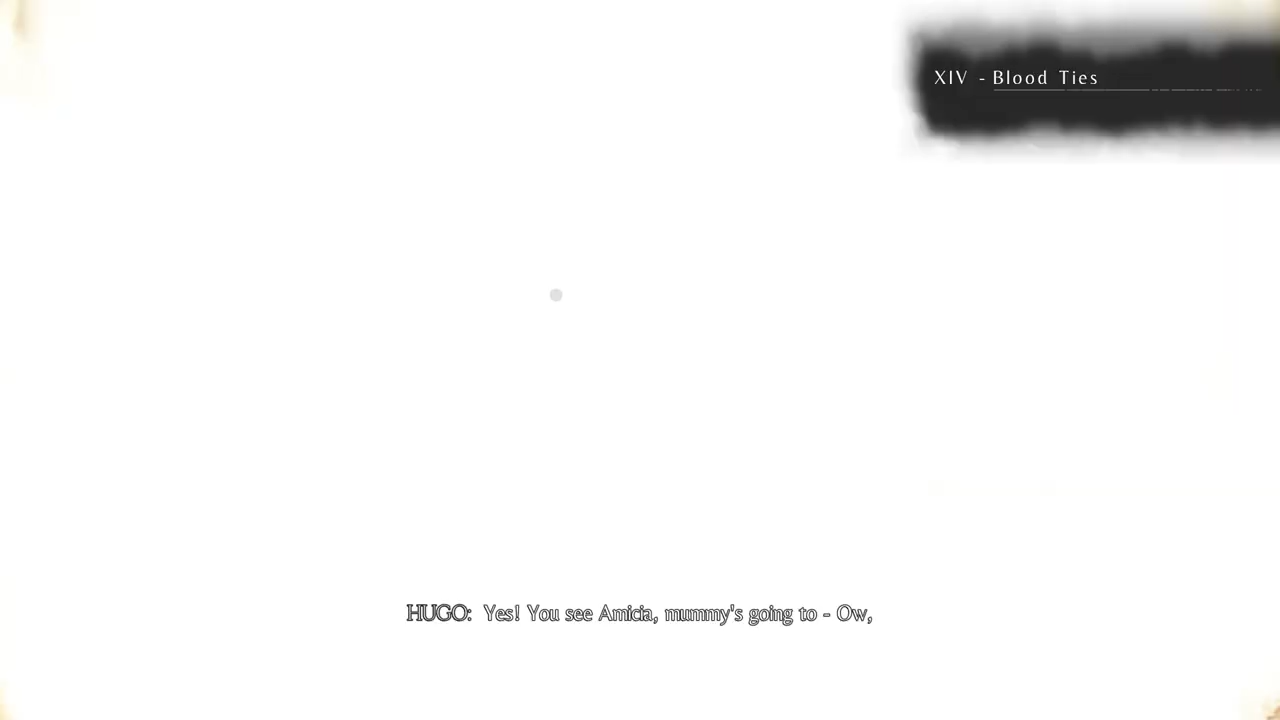 XIV - Blood Ties
HUGO: Yes! You see Amicia, mummy's going to - Ow,